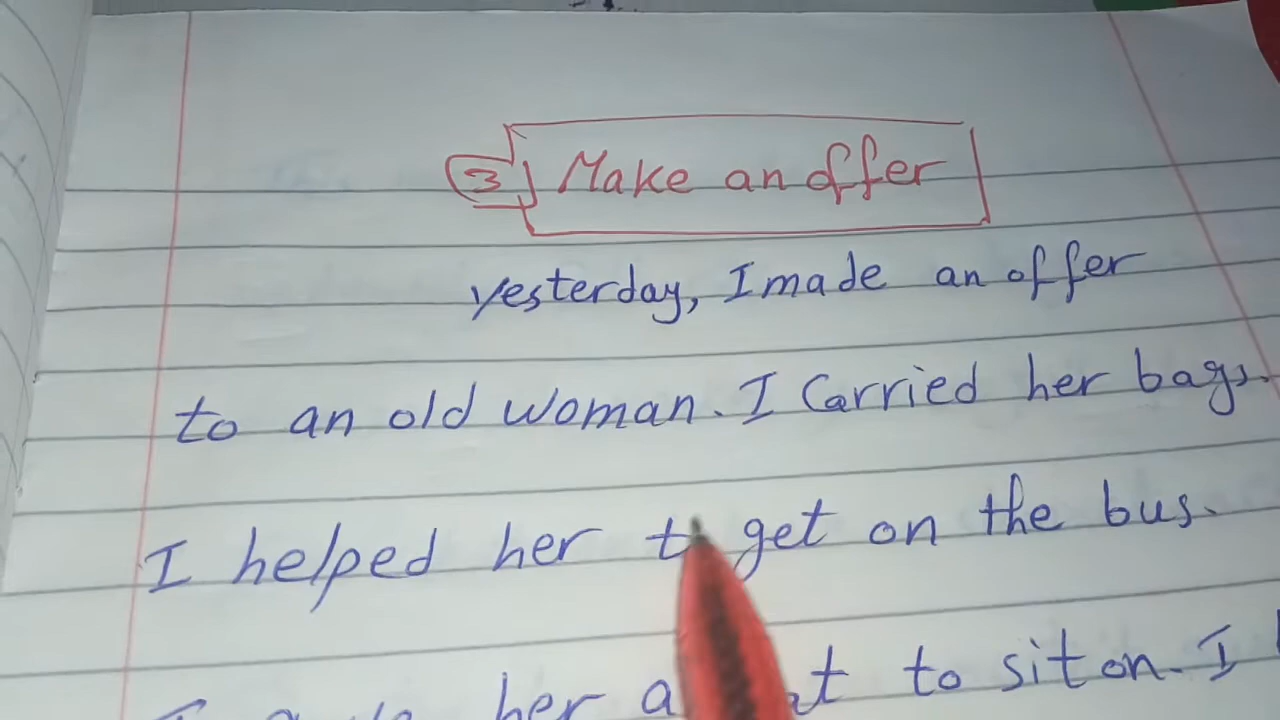 3 Make an offer
yesterday, I made an offer
to an old woman. I Carried her bags.
I helped her to get on the bus.
her to sit on. I